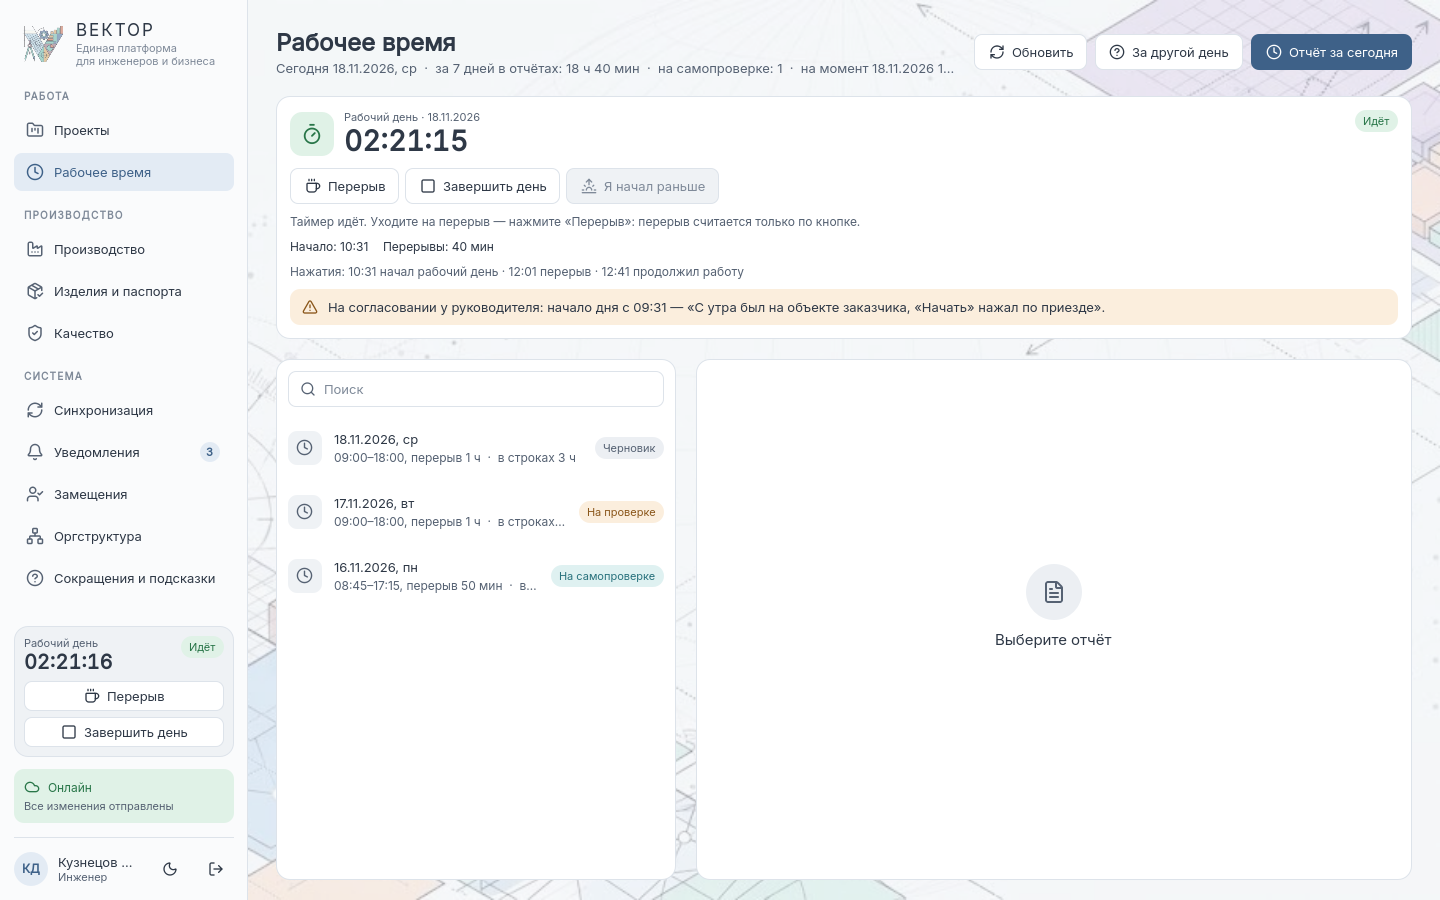 ВЕКТОР
Единая платформа
для инженеров и бизнеса
РАБОТА
Проекты
Рабочее время
ПРОИЗВОДСТВО
Производство
Изделия и паспорта
Качество
СИСТЕМА
Синхронизация
Уведомления 3
Замещения
Оргструктура
Сокращения и подсказки
Рабочий день
Идёт
02:21:16
Перерыв
Завершить день
Онлайн
Все изменения отправлены
КД
Кузнецов ...
Инженер
Рабочее время
Сегодня 18.11.2026, ср · за 7 дней в отчётах: 18 ч 40 мин · на самопроверке: 1 · на момент 18.11.2026 1...
Обновить
За другой день
Отчёт за сегодня
Рабочий день · 18.11.2026
Идёт
02:21:15
Перерыв
Завершить день
Я начал раньше
Таймер идёт. Уходите на перерыв — нажмите «Перерыв»: перерыв считается только по кнопке.
Начало: 10:31 Перерывы: 40 мин
Нажатия: 10:31 начал рабочий день · 12:01 перерыв · 12:41 продолжил работу
На согласовании у руководителя: начало дня с 09:31 — «С утра был на объекте заказчика, «Начать» нажал по приезде».
Поиск
18.11.2026, ср
09:00–18:00, перерыв 1 ч · в строках 3 ч
Черновик
17.11.2026, вт
09:00–18:00, перерыв 1 ч · в строках...
На проверке
16.11.2026, пн
08:45–17:15, перерыв 50 мин · в...
На самопроверке
Выберите отчёт